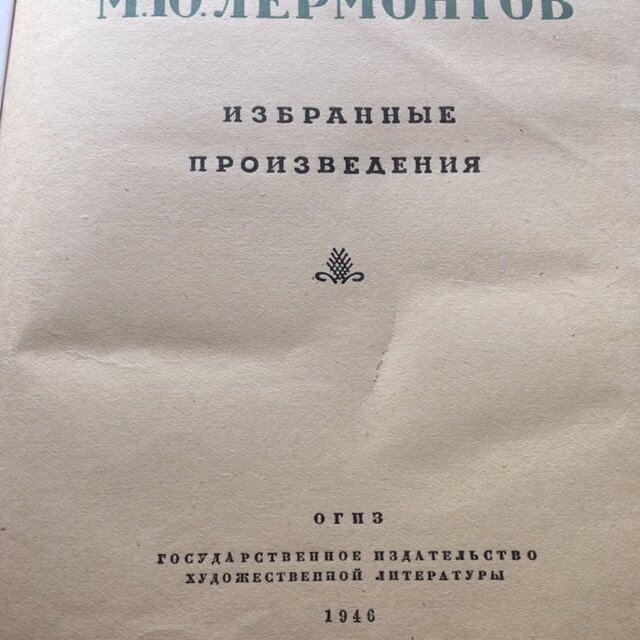 М.Ю.ЛЕРМОНТОВ
ИЗБРАННЫЕ
ПРОИЗВЕДЕНИЯ
ОГИЗ
ГОСУДАРСТВЕННОЕ ИЗДАТЕЛЬСТВО
ХУДОЖЕСТВЕННОЙ ЛИТЕРАТУРЫ
1946